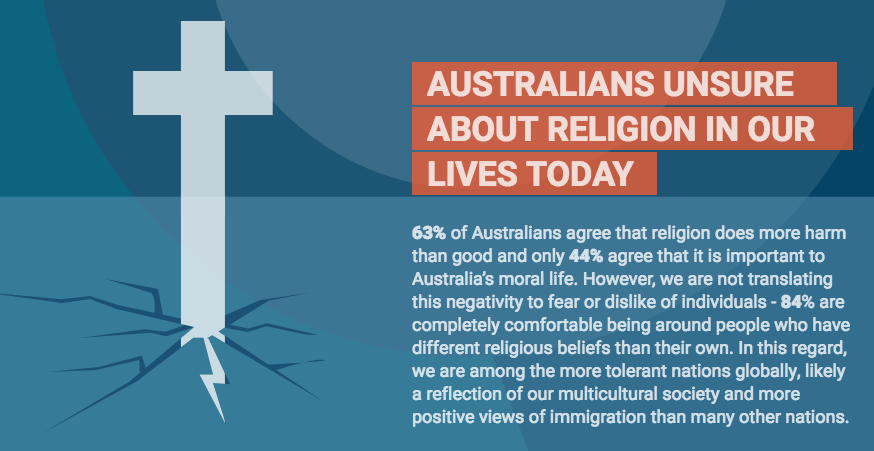 AUSTRALIANS UNSURE
ABOUT RELIGION IN OUR
LIVES TODAY
63% of Australians agree that religion does more harm
than good and only 44% agree that it is important to
Australia's moral life. However, we are not translating
this negativity to fear or dislike of individuals - 84% are
completely comfortable being around people who have
different religious beliefs than their own. In this regard,
we are among the more tolerant nations globally, likely
a reflection of our multicultural society and more
positive views of immigration than many other nations.